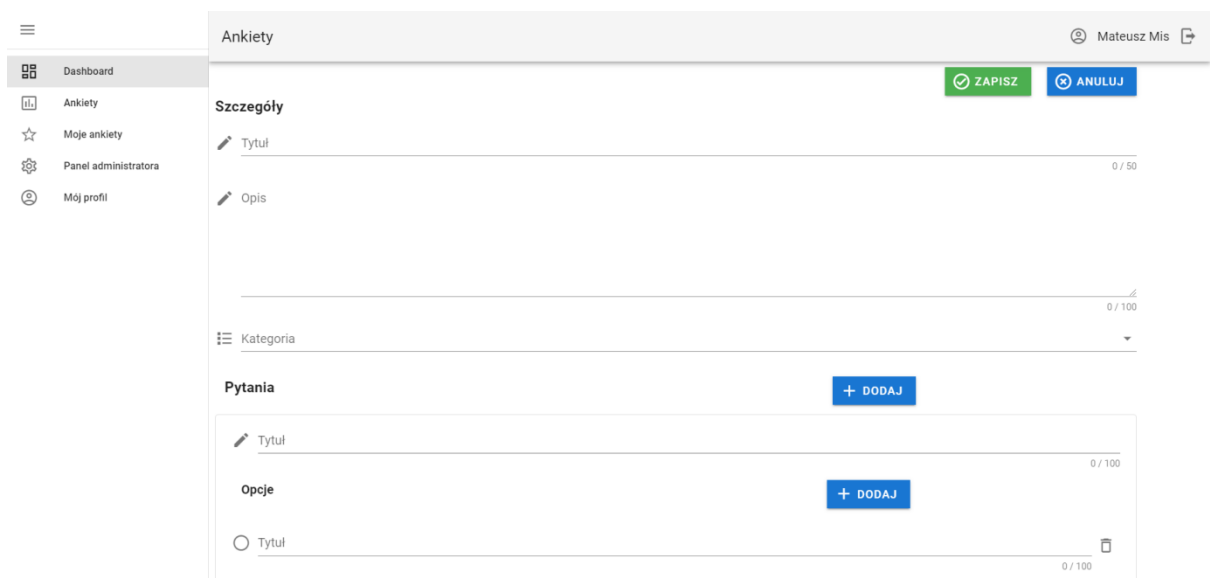 Ankiety
Mateusz Mis
Dashboard
Ankiety
Moje ankiety
Panel administratora
Mój profil
ZAPISZ
ANULUJ
Szczegóły
Tytuł
0 / 50
Opis
0 / 100
Kategoria
Pytania
DODAJ
Tytuł
0 / 100
Opcje
DODAJ
Tytuł
0 / 100